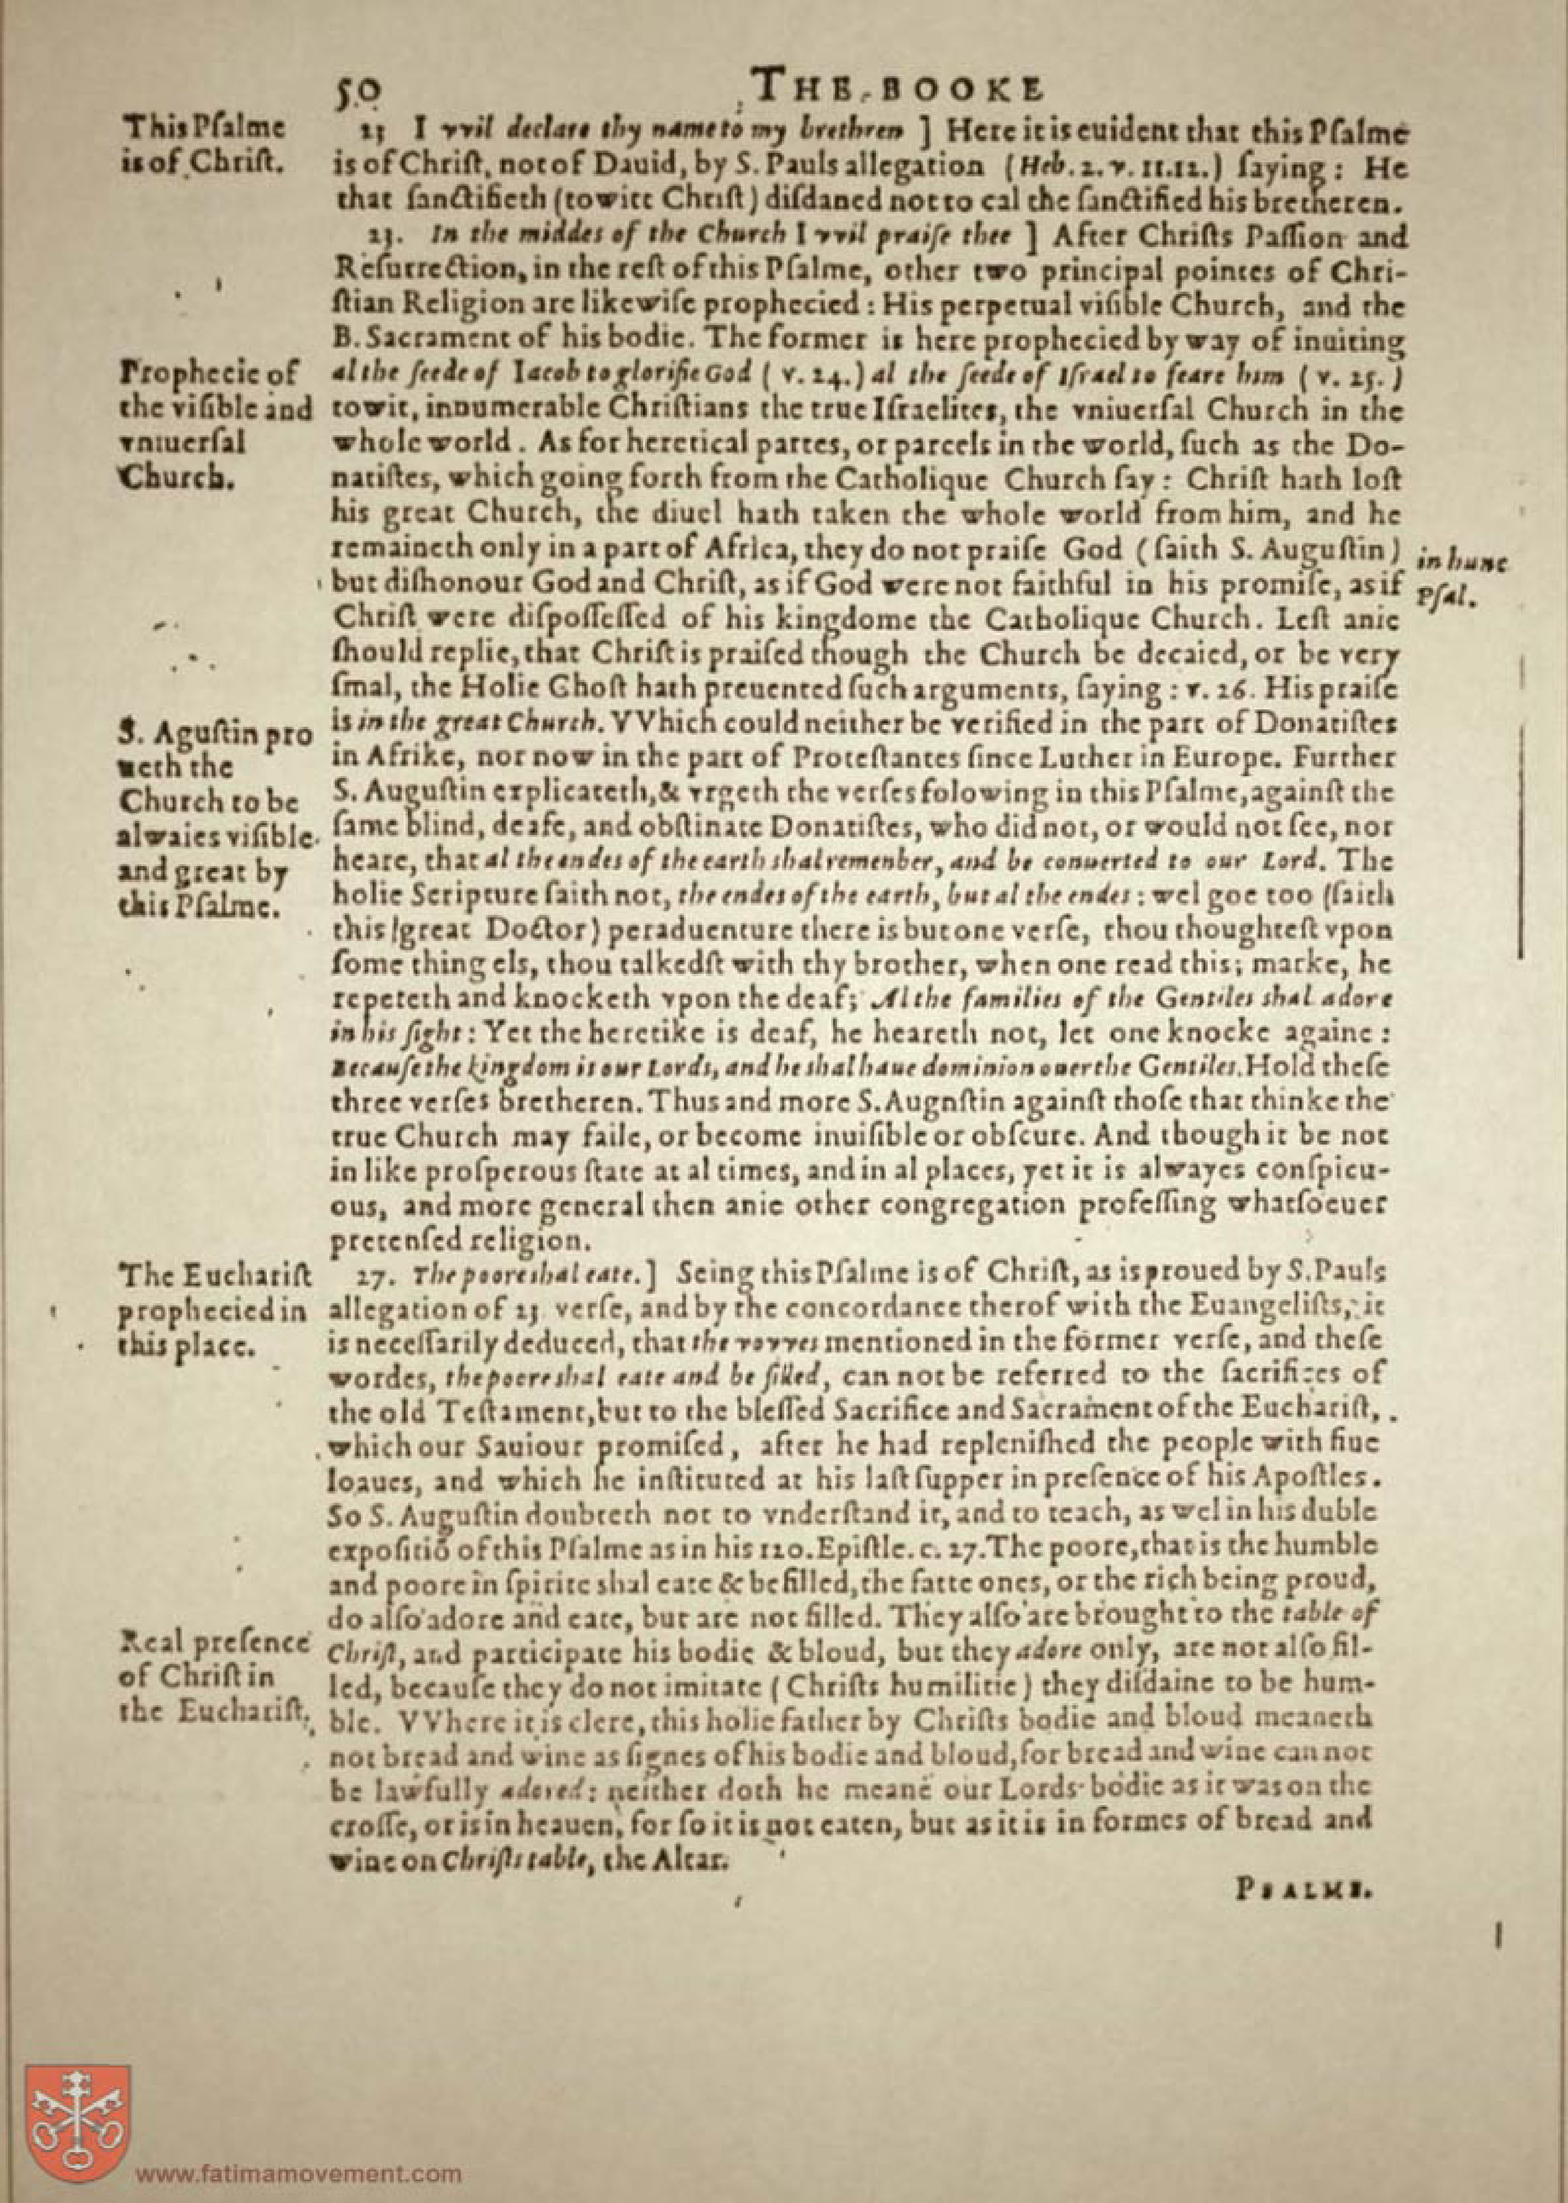 50 THE BOOKE
This Pſalme
is of Chriſt.
23 I vvil declare thy name to my brethren ] Here it is euident that this Pſalme
is of Chriſt, not of Dauid, by S. Pauls allegation (Heb. 2. v. 11.12.) ſaying: He
that ſanctifieth (towitt Chriſt) diſdaned not to cal the ſanctified his bretheren.
23. In the middes of the Church I vvil praiſe thee ] After Chriſts Paſſion and
Reſurrection, in the reſt of this Pſalme, other two principal pointes of Chri-
ſtian Religion are likewiſe prophecied: His perpetual viſible Church, and the
B. Sacrament of his bodie. The former is here prophecied by way of inuiting
Prophecie of
the viſible and
vniuerſal
Church.
al the ſeede of Iacob to glorifie God ( v. 24.) al the ſeede of Iſrael to feare him ( v. 25. )
towit, innumerable Chriſtians the true Iſraelites, the vniuerſal Church in the
whole world. As for heretical partes, or parcels in the world, ſuch as the Do-
natiſtes, which going forth from the Catholique Church ſay: Chriſt hath loſt
his great Church, the diuel hath taken the whole world from him, and he
remaineth only in a part of Africa, they do not praiſe God (ſaith S. Auguſtin)
in hunc
Pſal.
but diſhonour God and Chriſt, as if God were not faithful in his promiſe, as if
Chriſt were diſpoſſeſſed of his kingdome the Catholique Church. Leſt anie
ſhould replie, that Chriſt is praiſed though the Church be decaied, or be very
ſmal, the Holie Ghoſt hath preuented ſuch arguments, ſaying: v. 26. His praiſe
S. Aguſtin pro
ueth the
Church to be
alwaies viſible
and great by
this Pſalme.
is in the great Church. VVhich could neither be verified in the part of Donatiſtes
in Afrike, nor now in the part of Proteſtantes ſince Luther in Europe. Further
S. Auguſtin explicateth, & vrgeth the verſes folowing in this Pſalme, againſt the
ſame blind, deafe, and obſtinate Donatiſtes, who did not, or would not ſee, nor
heare, that al the endes of the earth shal remenber, and be conuerted to our Lord. The
holie Scripture ſaith not, the endes of the earth, but al the endes: wel goe too (ſaith
this great Doctor) peraduenture there is but one verſe, thou thoughteſt vpon
ſome thing els, thou talkedſt with thy brother, when one read this; marke, he
repeteth and knocketh vpon the deaf; Al the families of the Gentiles shal adore
in his ſight: Yet the heretike is deaf, he heareth not, let one knocke againe:
Becauſe the kingdom is our Lords, and he shal haue dominion ouer the Gentiles. Hold theſe
three verſes bretheren. Thus and more S. Augnſtin againſt thoſe that thinke the
true Church may faile, or become inuiſible or obſcure. And though it be not
in like proſperous ſtate at al times, and in al places, yet it is alwayes conſpicu-
ous, and more general then anie other congregation profeſſing whatſoeuer
pretenſed religion.
The Euchariſt
prophecied in
this place.
27. The poore shal eate.] Seing this Pſalme is of Chriſt, as is proued by S. Pauls
allegation of 23 verſe, and by the concordance therof with the Euangeliſts, it
is neceſſarily deduced, that the vovves mentioned in the former verſe, and theſe
wordes, the poore shal eate and be filled, can not be referred to the ſacrifices of
the old Teſtament, but to the bleſſed Sacrifice and Sacrament of the Euchariſt,
which our Sauiour promiſed, after he had repleniſhed the people with fiue
loaues, and which he inſtituted at his laſt ſupper in preſence of his Apoſtles.
So S. Auguſtin doubteth not to vnderſtand it, and to teach, as wel in his duble
expoſitiō of this Pſalme as in his 120. Epiſtle. c. 27. The poore, that is the humble
and poore in ſpirite shal eate & be filled, the fatte ones, or the rich being proud,
do alſo adore and eate, but are not filled. They alſo are brought to the table of
Real preſence
of Chriſt in
the Euchariſt.
Chriſt, and participate his bodie & bloud, but they adore only, are not alſo fil-
led, becauſe they do not imitate (Chriſts humilitie) they diſdaine to be hum-
ble. VVhere it is clere, this holie father by Chriſts bodie and bloud meaneth
not bread and wine as ſignes of his bodie and bloud, for bread and wine can not
be lawfully adored: neither doth he meane our Lords bodie as it was on the
croſſe, or is in heauen, for ſo it is not eaten, but as it is in formes of bread and
wine on Chriſts table, the Altar.
PSALME.
www.fatimamovement.com